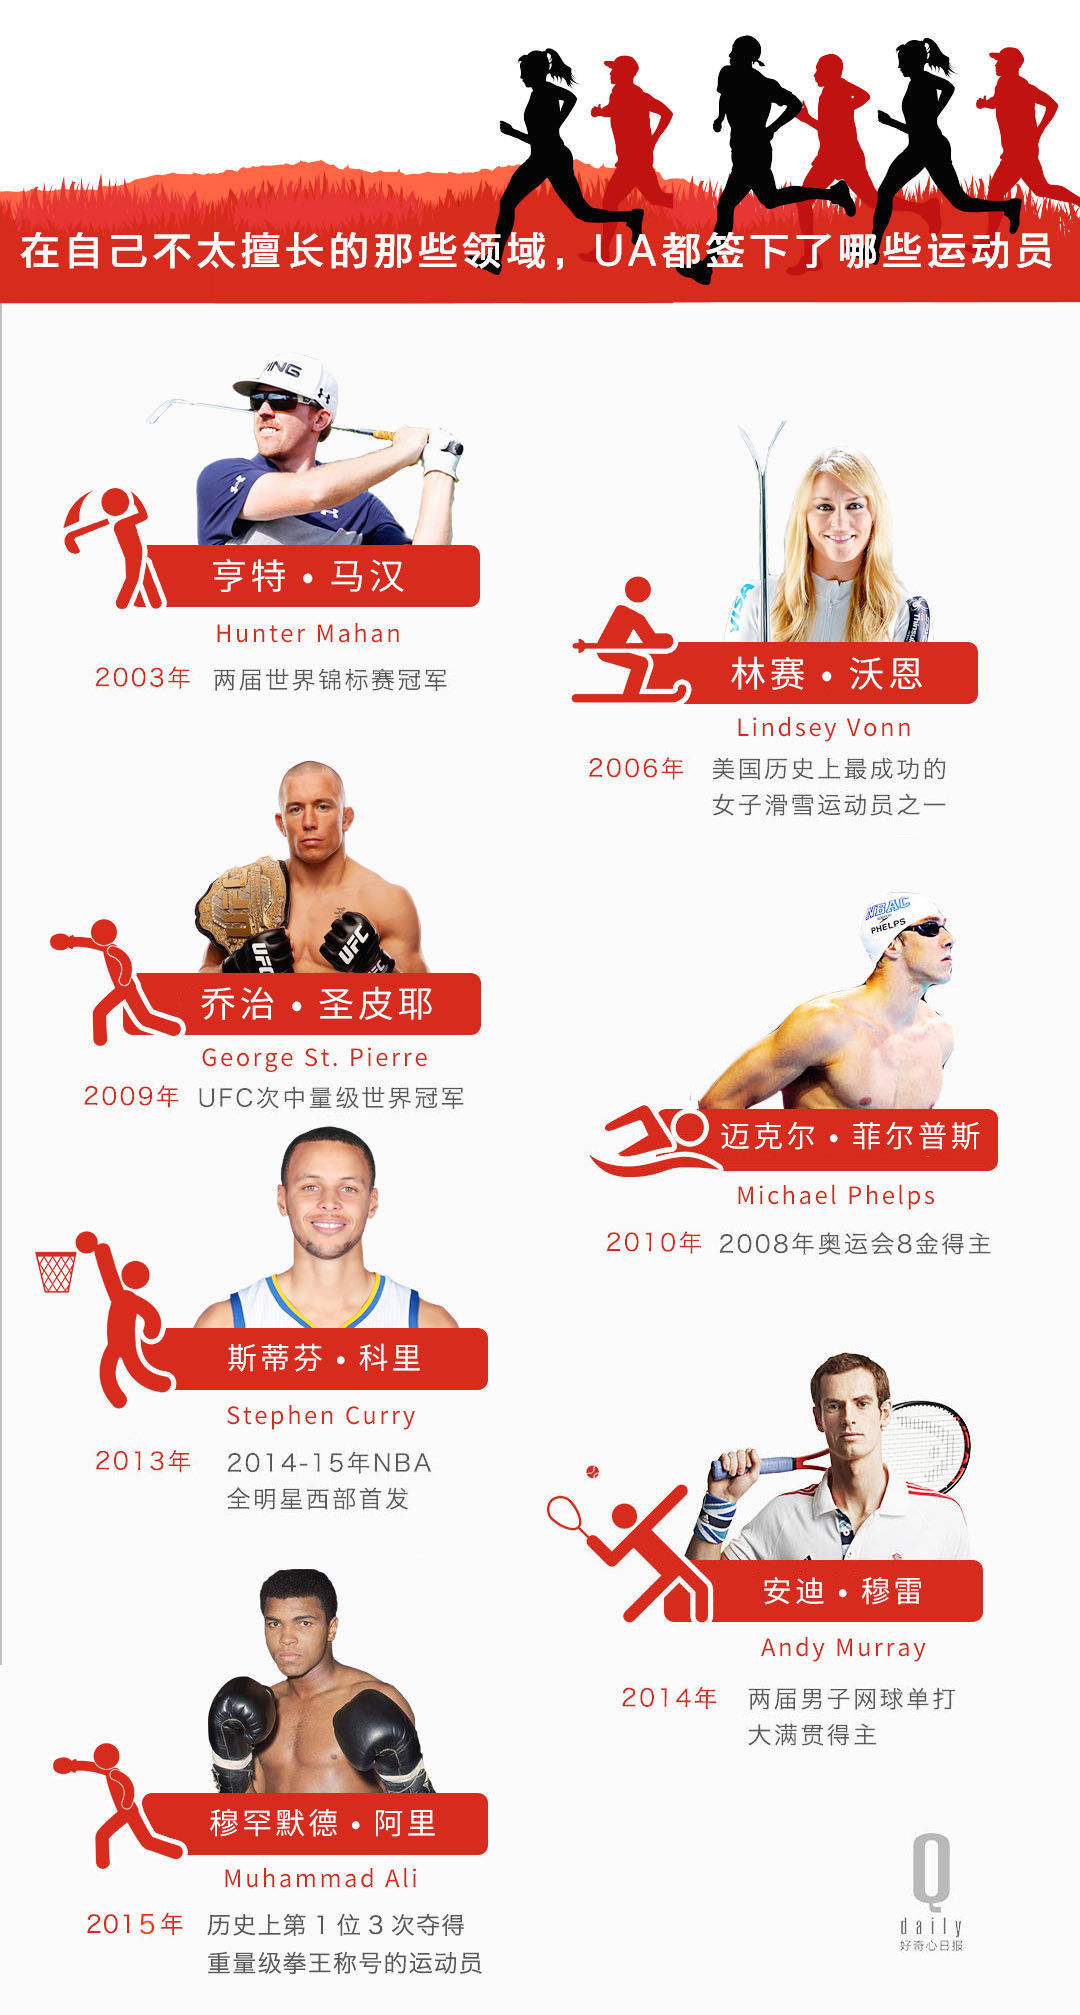 在自己不太擅长的那些领域，UA都签下了哪些运动员
PING
亨特·马汉
Hunter Mahan
2003年 两届世界锦标赛冠军
VISA
林赛·沃恩
Lindsey Vonn
2006年 美国历史上最成功的
女子滑雪运动员之一
UFC
UFC
UFC
乔治·圣皮耶
George St. Pierre
2009年 UFC次中量级世界冠军
NBAC
PHELPS
迈克尔·菲尔普斯
Michael Phelps
2010年 2008年奥运会8金得主
斯蒂芬·科里
Stephen Curry
2013年 2014-15年NBA
全明星西部首发
安迪·穆雷
Andy Murray
2014年 两届男子网球单打
大满贯得主
穆罕默德·阿里
Muhammad Ali
2015年 历史上第1位3次夺得
重量级拳王称号的运动员
Q
daily
好奇心日报